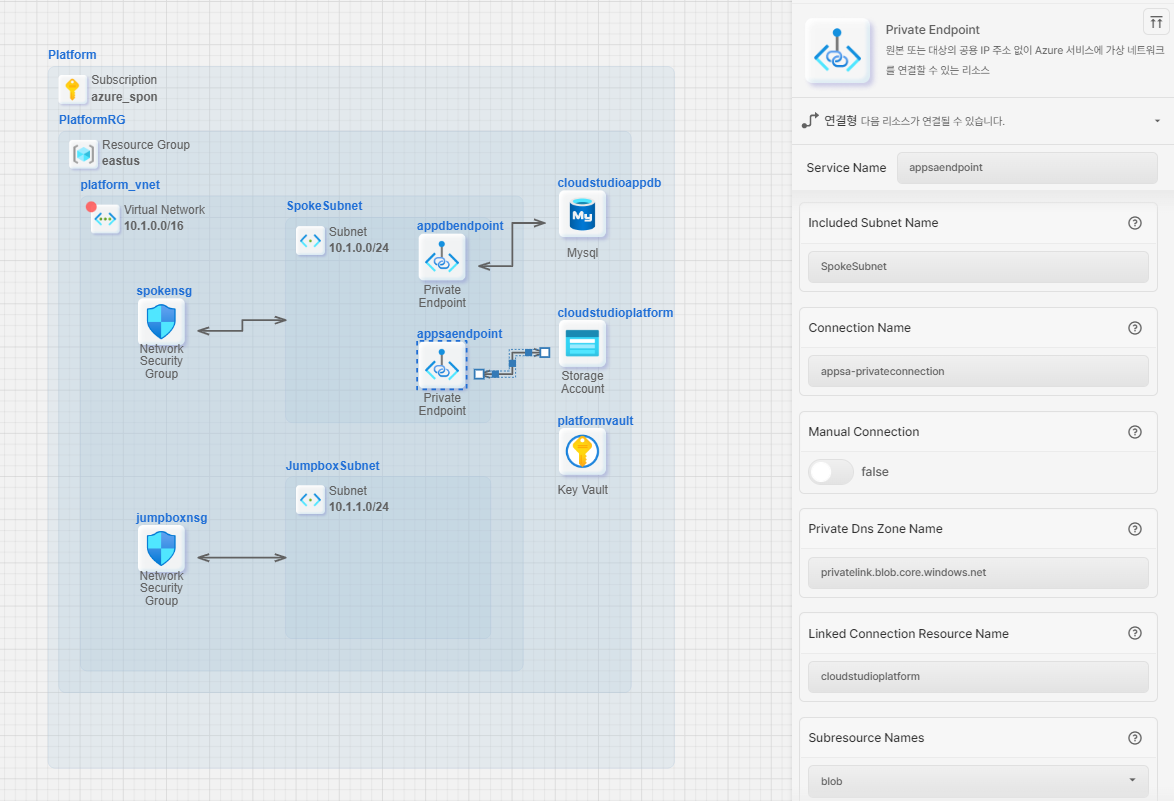 Platform
Subscription
azure_spon
PlatformRG
Resource Group
eastus
platform_vnet
Virtual Network
10.1.0.0/16
SpokeSubnet
Subnet
10.1.0.0/24
appdbendpoint
Private
Endpoint
cloudstudioappdb
My
Mysql
spokensg
Network
Security
Group
appsaendpoint
Private
Endpoint
cloudstudioplatform
Storage
Account
platformvault
Key Vault
JumpboxSubnet
Subnet
10.1.1.0/24
jumpboxnsg
Network
Security
Group
Private Endpoint
원본 또는 대상의 공용 IP 주소 없이 Azure 서비스에 가상 네트워크
를 연결할 수 있는 리소스
연결형 다음 리소스가 연결될 수 있습니다.
Service Name
appsaendpoint
Included Subnet Name
SpokeSubnet
Connection Name
appsa-privateconnection
Manual Connection
false
Private Dns Zone Name
privatelink.blob.core.windows.net
Linked Connection Resource Name
cloudstudioplatform
Subresource Names
blob